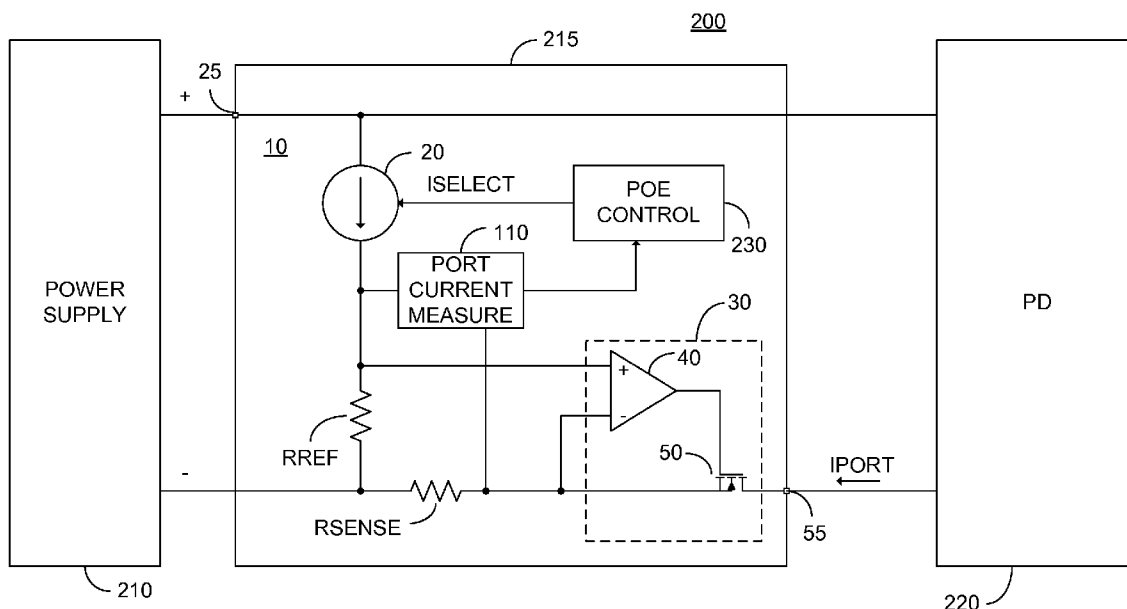 200
215
25
+
10
20
ISELECT
POE
CONTROL
230
110
PORT
CURRENT
MEASURE
POWER
SUPPLY
PD
30
40
+
-
RREF
50
IPORT
-
RSENSE
55
210
220